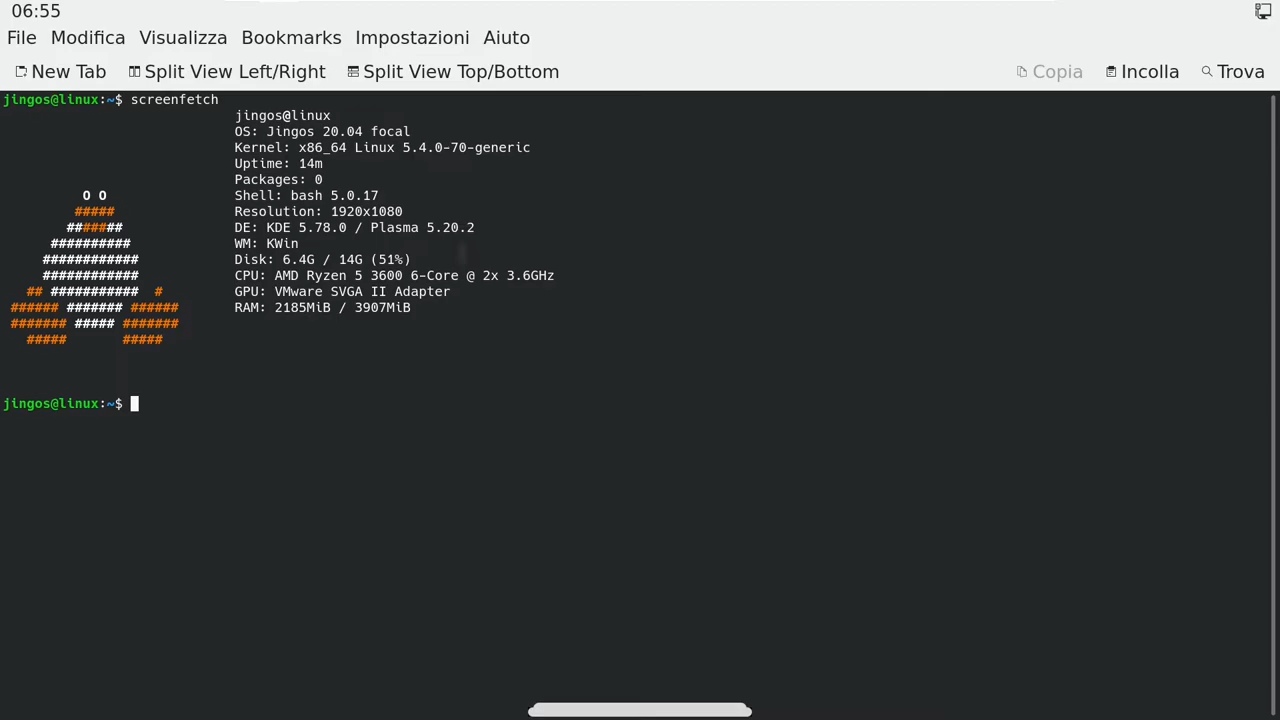 06:55
File Modifica Visualizza Bookmarks Impostazioni Aiuto
New Tab Split View Left/Right Split View Top/Bottom Copia Incolla Trova
jingos@linux:~$ screenfetch
jingos@linux
OS: Jingos 20.04 focal
Kernel: x86_64 Linux 5.4.0-70-generic
Uptime: 14m
Packages: 0
O O Shell: bash 5.0.17
##### Resolution: 1920x1080
####### DE: KDE 5.78.0 / Plasma 5.20.2
########## WM: KWin
############ Disk: 6.4G / 14G (51%)
############ CPU: AMD Ryzen 5 3600 6-Core @ 2x 3.6GHz
## ########### # GPU: VMware SVGA II Adapter
###### ####### ###### RAM: 2185MiB / 3907MiB
####### ##### #######
##### #####
jingos@linux:~$